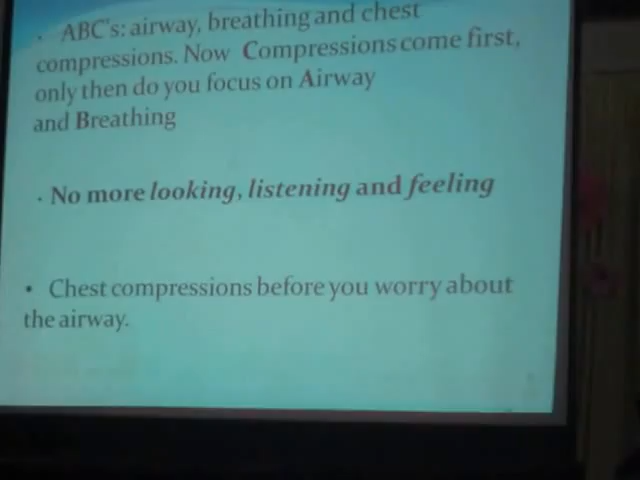 . ABC's: airway, breathing and chest
compressions. Now Compressions come first,
only then do you focus on Airway
and Breathing
. No more looking, listening and feeling
• Chest compressions before you worry about
the airway.